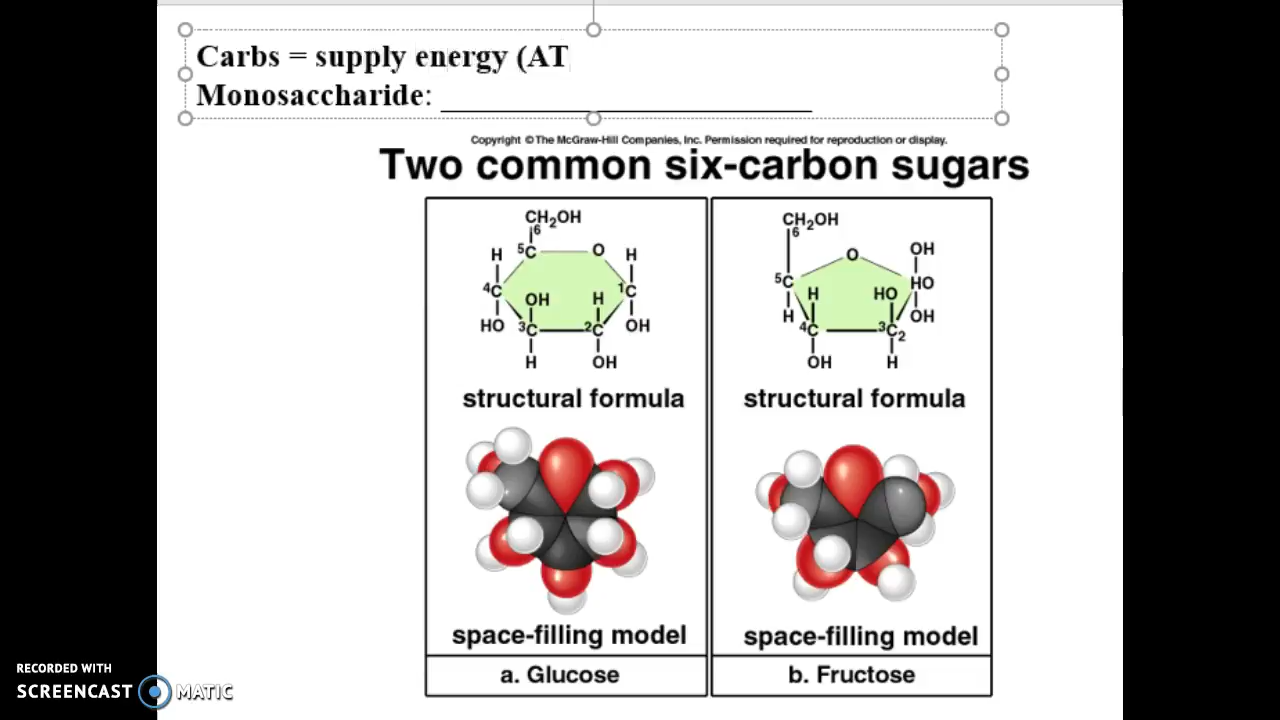 Carbs = supply energy (AT
Monosaccharide: ____________________
Copyright © The McGraw-Hill Companies, Inc. Permission required for reproduction or display.
Two common six-carbon sugars
CH₂OH
6
5C O
H H
4C 1C
OH H
HO 3C 2C OH
H OH
structural formula
space-filling model
a. Glucose
CH₂OH
6
O OH
5C HO
H HO
H OH
4C 3C 2
OH H
structural formula
space-filling model
b. Fructose
RECORDED WITH
SCREENCAST MATIC